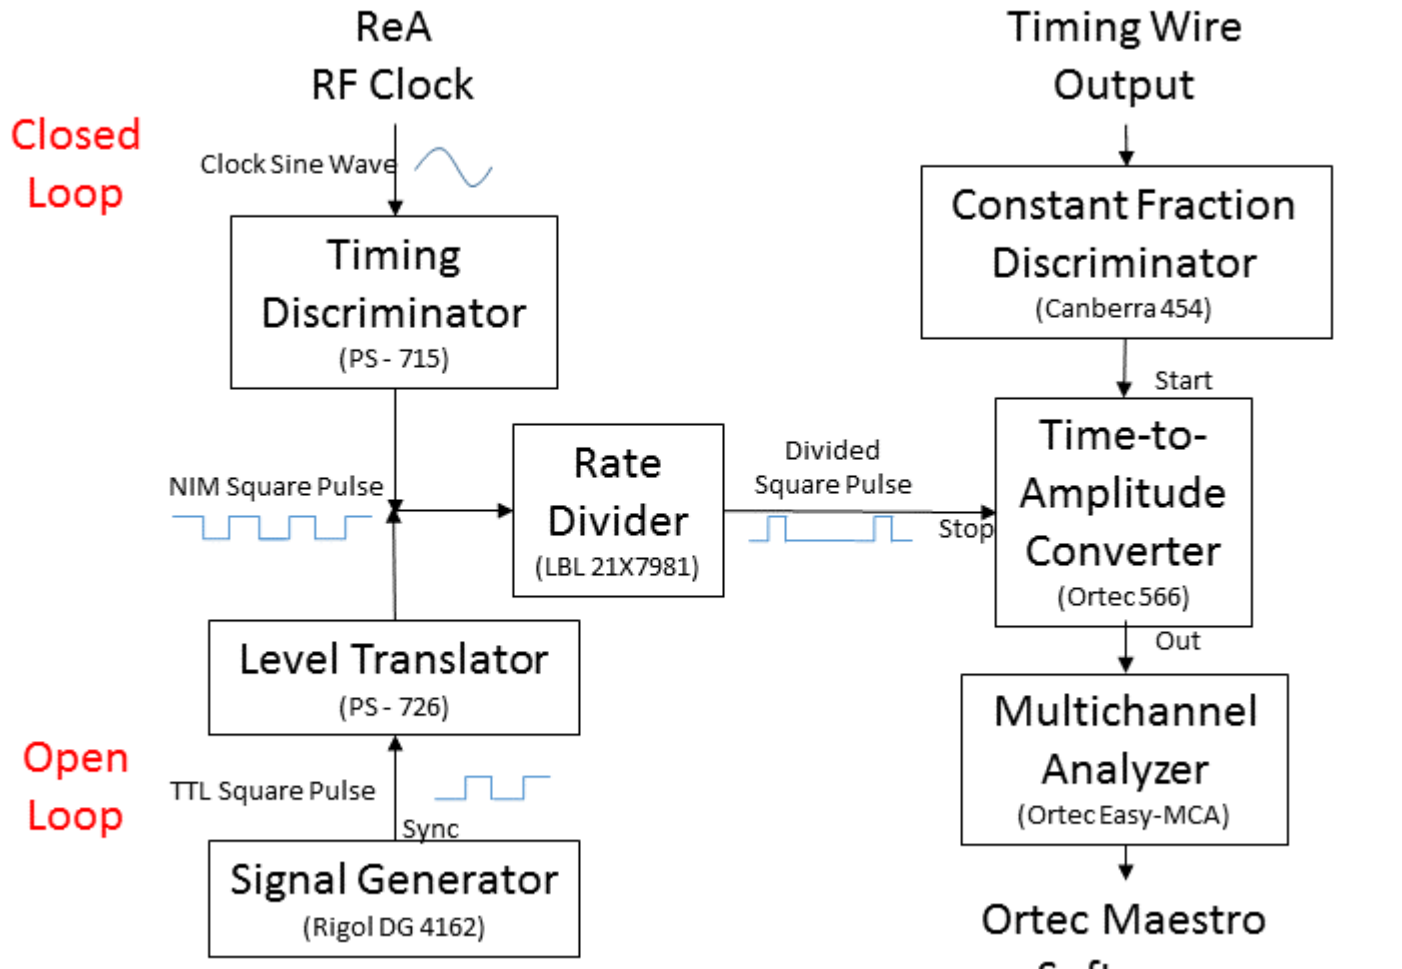 ReA
RF Clock
Timing Wire
Output
Closed
Loop
Clock Sine Wave
Timing
Discriminator
(PS - 715)
Constant Fraction
Discriminator
(Canberra 454)
Start
NIM Square Pulse
Rate
Divider
(LBL 21X7981)
Divided
Square Pulse
Stop
Time-to-
Amplitude
Converter
(Ortec 566)
Out
Level Translator
(PS - 726)
Open
Loop
TTL Square Pulse
Sync
Signal Generator
(Rigol DG 4162)
Multichannel
Analyzer
(Ortec Easy-MCA)
Ortec Maestro